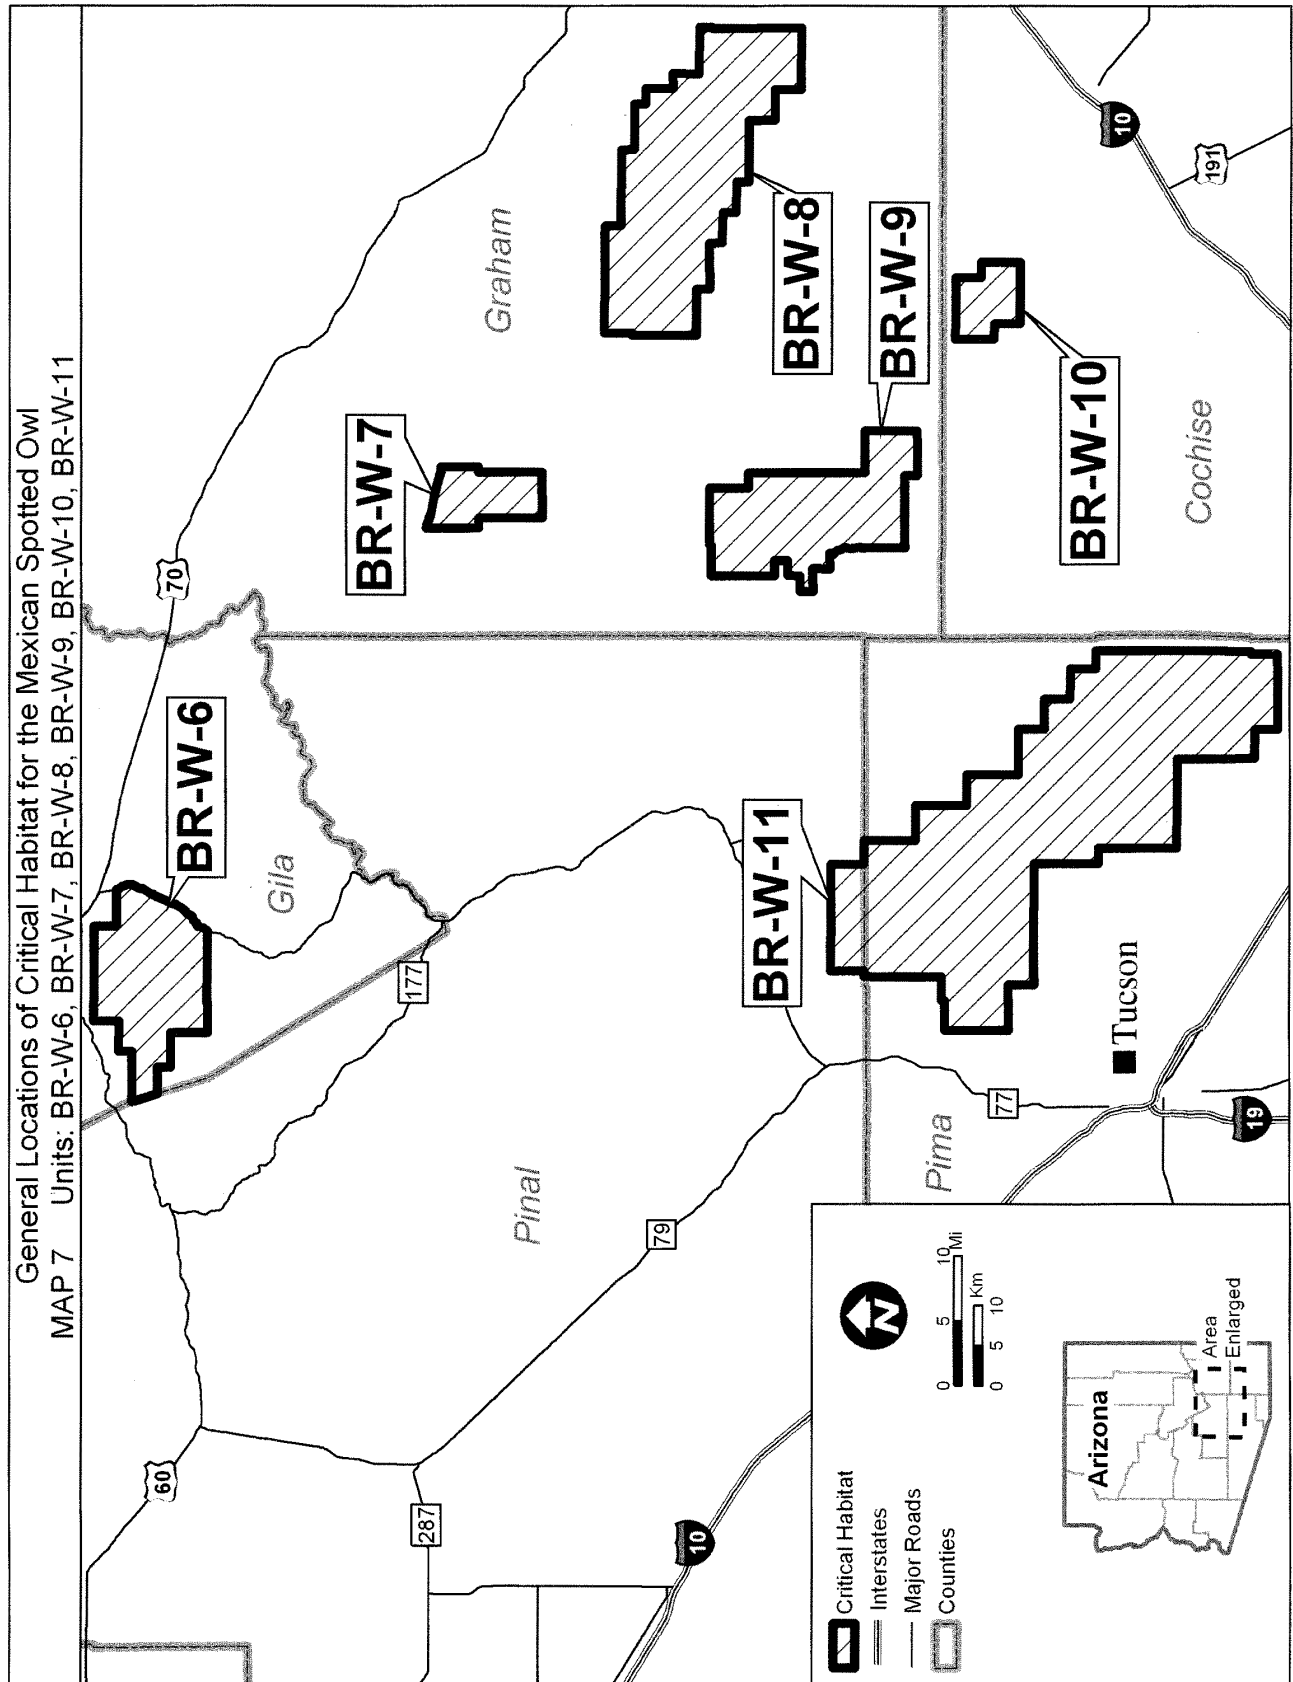 General Locations of Critical Habitat for the Mexican Spotted Owl
MAP 7 Units: BR-W-6, BR-W-7, BR-W-8, BR-W-9, BR-W-10, BR-W-11
60
70
BR-W-6
Gila
177
BR-W-7
Graham
287
Pinal
79
BR-W-8
10
BR-W-11
BR-W-9
Pima
77
BR-W-10
10
Tucson
Cochise
191
19
Critical Habitat
Interstates
Major Roads
Counties
N
0 5 10
Mi
Km
0 5 10
Arizona
Area
Enlarged